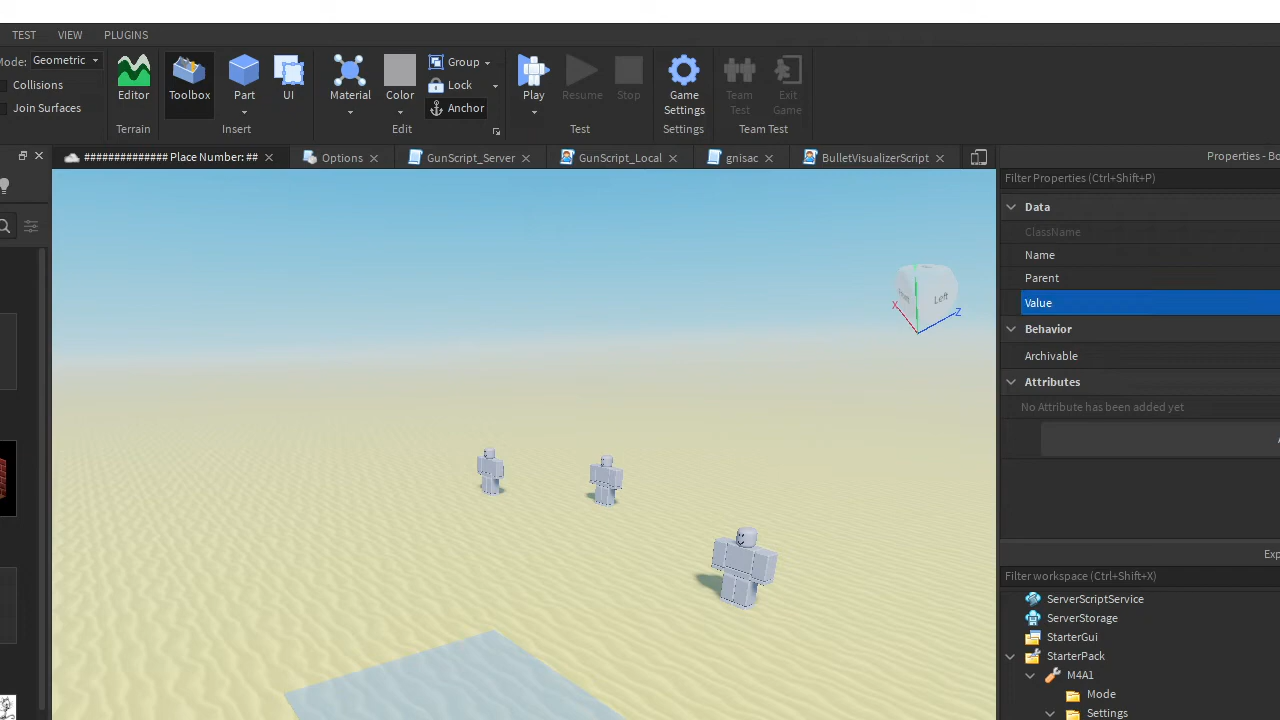 TEST VIEW PLUGINS
Mode: Geometric
Collisions
Join Surfaces
Editor
Toolbox
Part
UI
Material
Color
Group
Lock
Anchor
Play
Resume
Stop
Game Settings
Team Test
Exit Game
Terrain
Insert
Edit
Test
Settings
Team Test
############## Place Number: ##
Options
GunScript_Server
GunScript_Local
gnisac
BulletVisualizerScript
Left
X
Z
Properties -
Filter Properties (Ctrl+Shift+P)
Data
ClassName
Name
Parent
Value
Behavior
Archivable
Attributes
No Attribute has been added yet
Filter workspace (Ctrl+Shift+X)
ServerScriptService
ServerStorage
StarterGui
StarterPack
M4A1
Mode
Settings